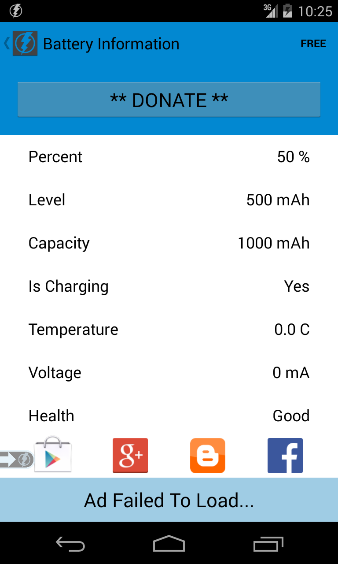 3G 10:25
Battery Information FREE
** DONATE **
Percent 50 %
Level 500 mAh
Capacity 1000 mAh
Is Charging Yes
Temperature 0.0 C
Voltage 0 mA
Health Good
g+
Ad Failed To Load...